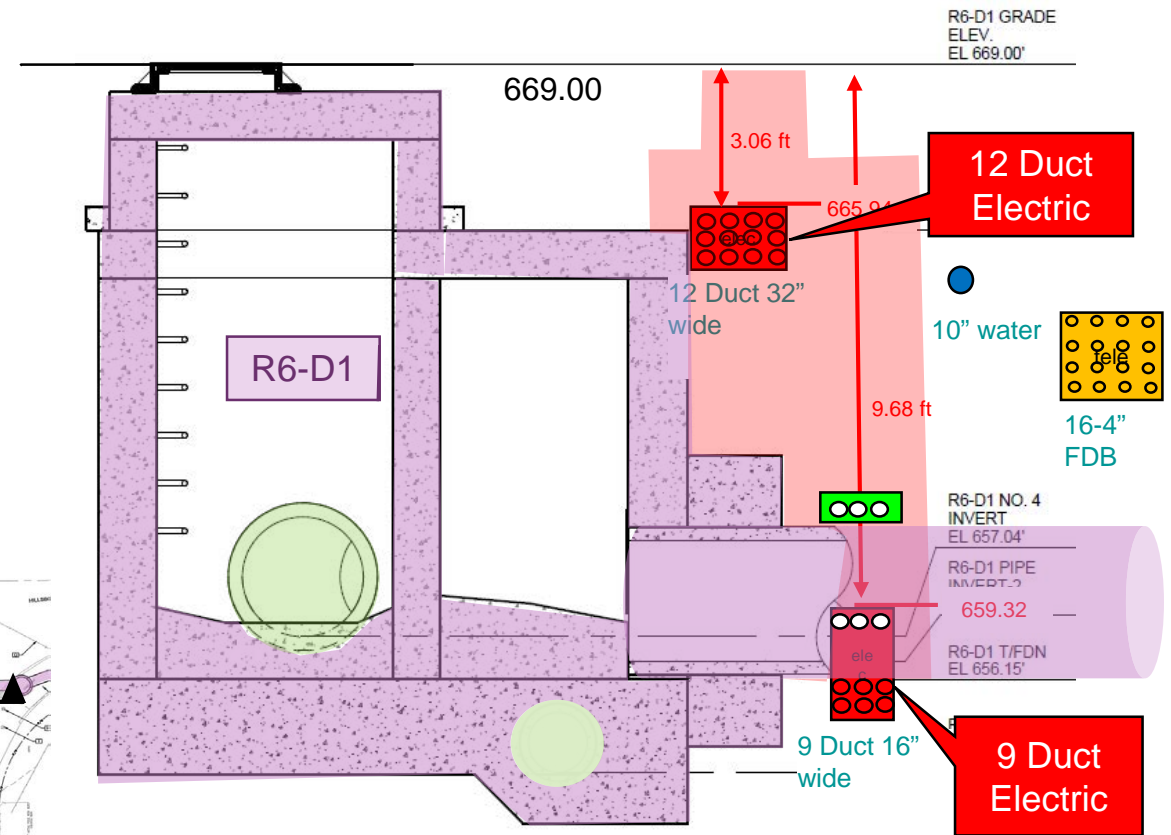 R6-D1 GRADE
ELEV.
EL 669.00'
669.00
3.06 ft
12 Duct
Electric
665.94
elec
12 Duct 32”
wide
10” water
tele
R6-D1
9.68 ft
16-4”
FDB
R6-D1 NO. 4
INVERT
EL 657.04'
R6-D1 PIPE
INVERT-2
659.32
ele
c
R6-D1 T/FDN
EL 656.15'
9 Duct 16”
wide
9 Duct
Electric